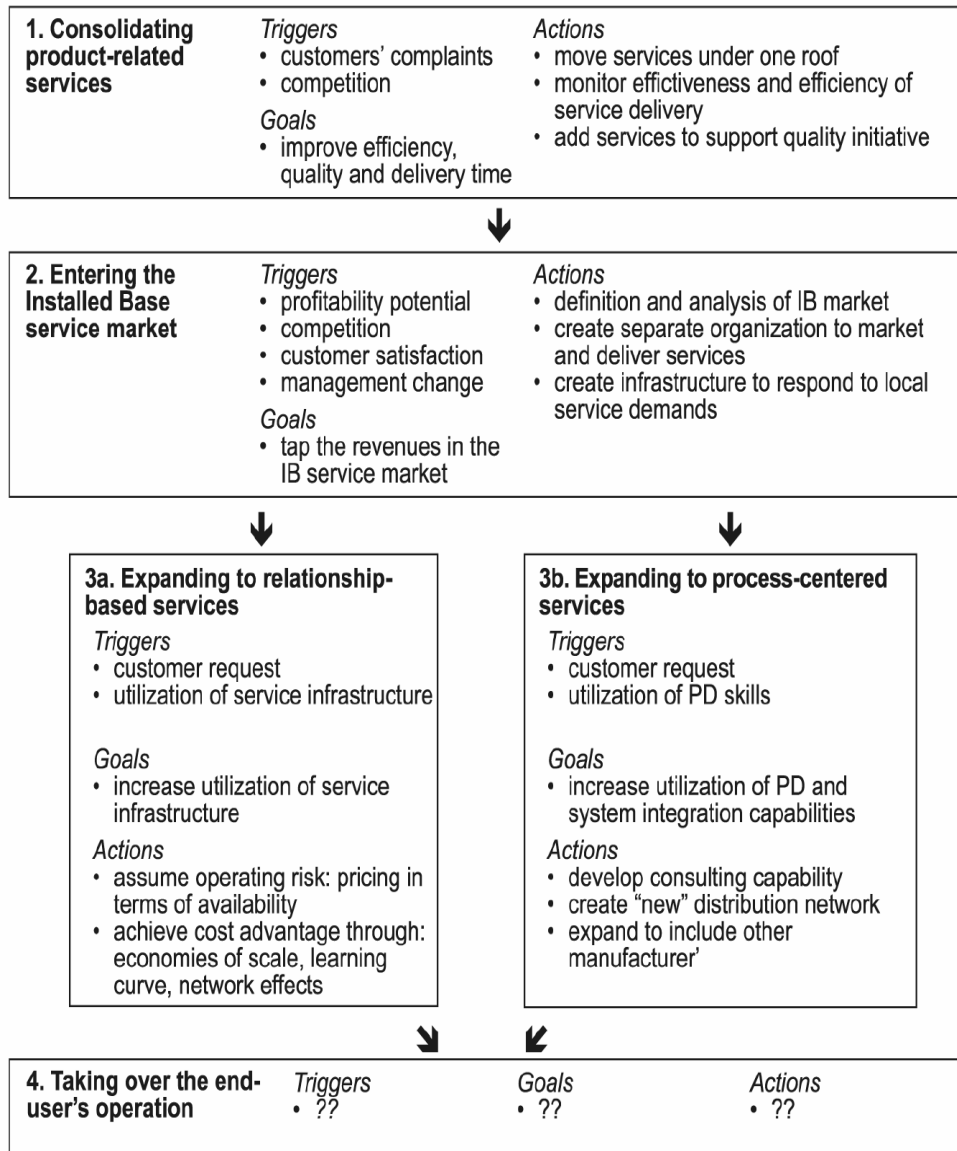 1. Consolidating
product-related
services
Triggers
• customers’ complaints
• competition
Goals
• improve efficiency,
quality and delivery time
Actions
• move services under one roof
• monitor effictiveness and efficiency of
service delivery
• add services to support quality initiative
2. Entering the
Installed Base
service market
Triggers
• profitability potential
• competition
• customer satisfaction
• management change
Goals
• tap the revenues in the
IB service market
Actions
• definition and analysis of IB market
• create separate organization to market
and deliver services
• create infrastructure to respond to local
service demands
3a. Expanding to relationship-
based services
Triggers
• customer request
• utilization of service infrastructure
Goals
• increase utilization of service
infrastructure
Actions
• assume operating risk: pricing in
terms of availability
• achieve cost advantage through:
economies of scale, learning
curve, network effects
3b. Expanding to process-centered
services
Triggers
• customer request
• utilization of PD skills
Goals
• increase utilization of PD and
system integration capabilities
Actions
• develop consulting capability
• create “new” distribution network
• expand to include other
manufacturer’
4. Taking over the end-
user’s operation
Triggers
• ??
Goals
• ??
Actions
• ??